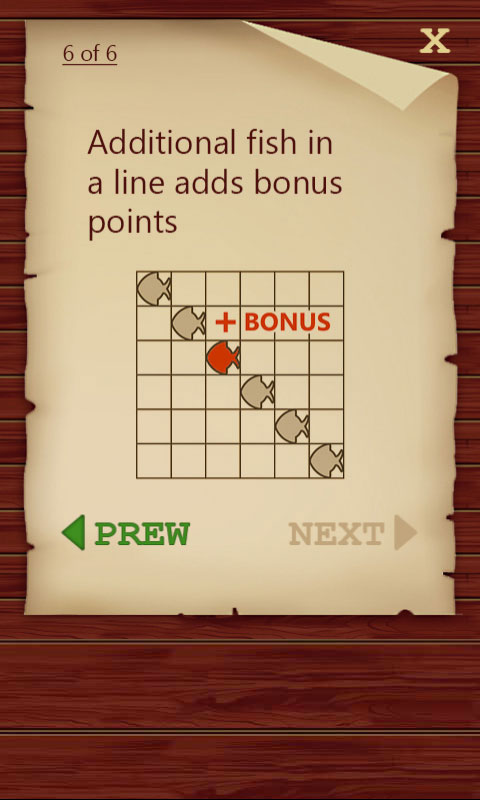 6 of 6
X
Additional fish in
a line adds bonus
points
+ BONUS
PREW
NEXT